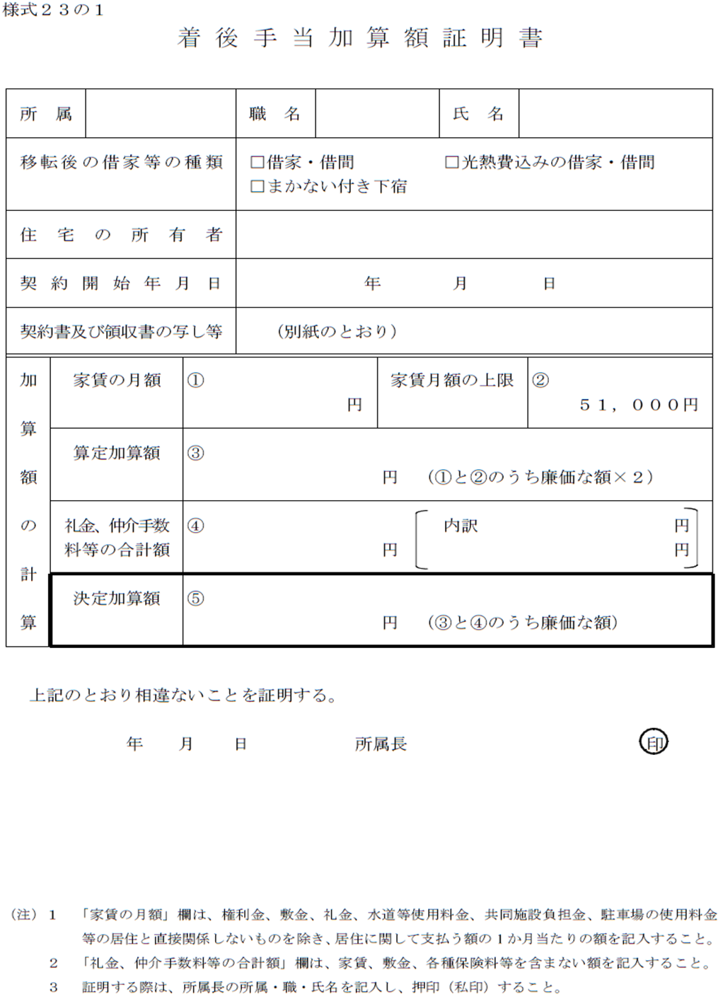 様式２３の１
着後手当加算額証明書
所属 職名 氏名
移転後の借家等の種類 □借家・借間 □光熱費込みの借家・借間
□まかない付き下宿
住宅の所有者
契約開始年月日 年 月 日
契約書及び領収書の写し等 （別紙のとおり）
加算額の計算
家賃の月額 ① 円 家賃月額の上限 ② ５１，０００円
算定加算額 ③ 円 （①と②のうち廉価な額×２）
礼金、仲介手数 ④ 内訳 円
料等の合計額 円 円
決定加算額 ⑤ 円 （③と④のうち廉価な額）
上記のとおり相違ないことを証明する。
年 月 日 所属長 印
（注）１ 「家賃の月額」欄は、権利金、敷金、礼金、水道等使用料金、共同施設負担金、駐車場の使用料金
等の居住と直接関係しないものを除き、居住に関して支払う額の１か月当たりの額を記入すること。
２ 「礼金、仲介手数料等の合計額」欄は、家賃、敷金、各種保険料等を含まない額を記入すること。
３ 証明する際は、所属長の所属・職・氏名を記入し、押印（私印）すること。